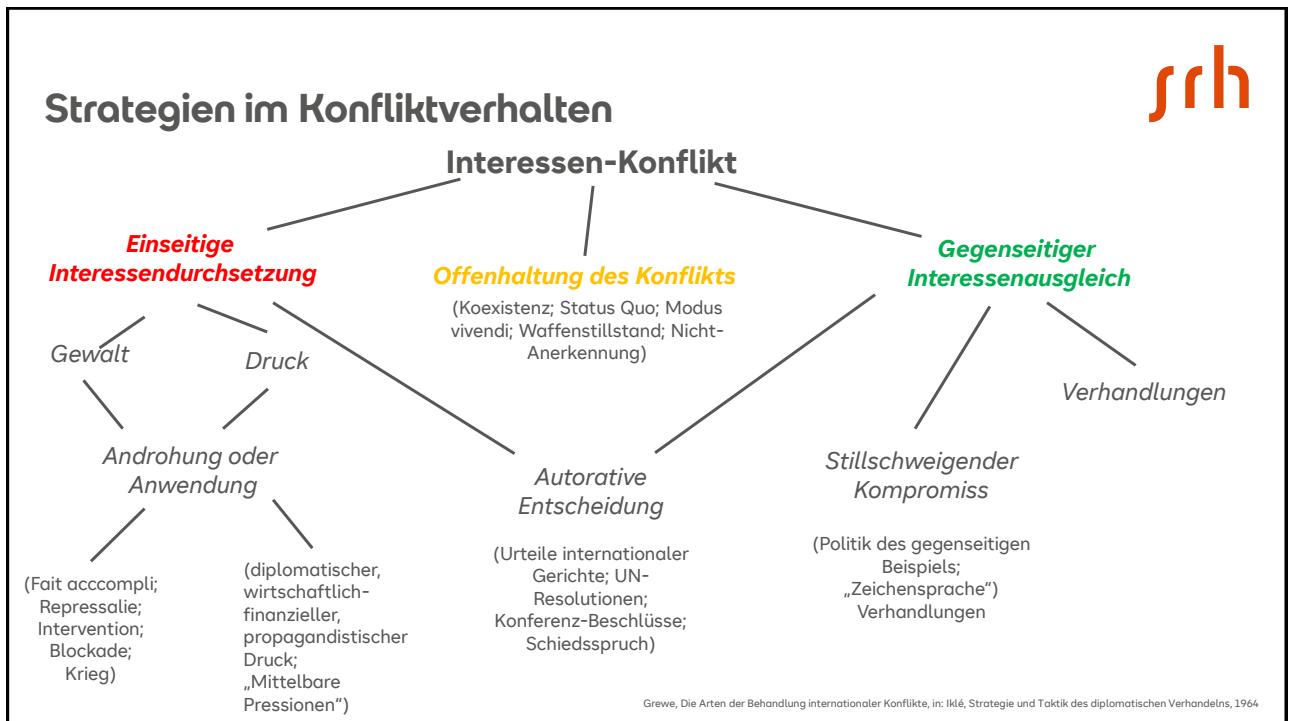 srh
Strategien im Konfliktverhalten
Interessen-Konflikt
Einseitige
Interessendurchsetzung
Offenhaltung des Konflikts
(Koexistenz; Status Quo; Modus
vivendi; Waffenstillstand; Nicht-
Anerkennung)
Gegenseitiger
Interessenausgleich
Gewalt
Druck
Verhandlungen
Androhung oder
Anwendung
Autorative
Entscheidung
Stillschweigender
Kompromiss
(Fait acccompli;
Repressalie;
Intervention;
Blockade;
Krieg)
(diplomatischer,
wirtschaftlich-
finanzieller,
propagandistischer
Druck;
„Mittelbare
Pressionen“)
(Urteile internationaler
Gerichte; UN-
Resolutionen;
Konferenz-Beschlüsse;
Schiedsspruch)
(Politik des gegenseitigen
Beispiels;
„Zeichensprache“)
Verhandlungen
Grewe, Die Arten der Behandlung internationaler Konflikte, in: Iklé, Strategie und Taktik des diplomatischen Verhandelns, 1964